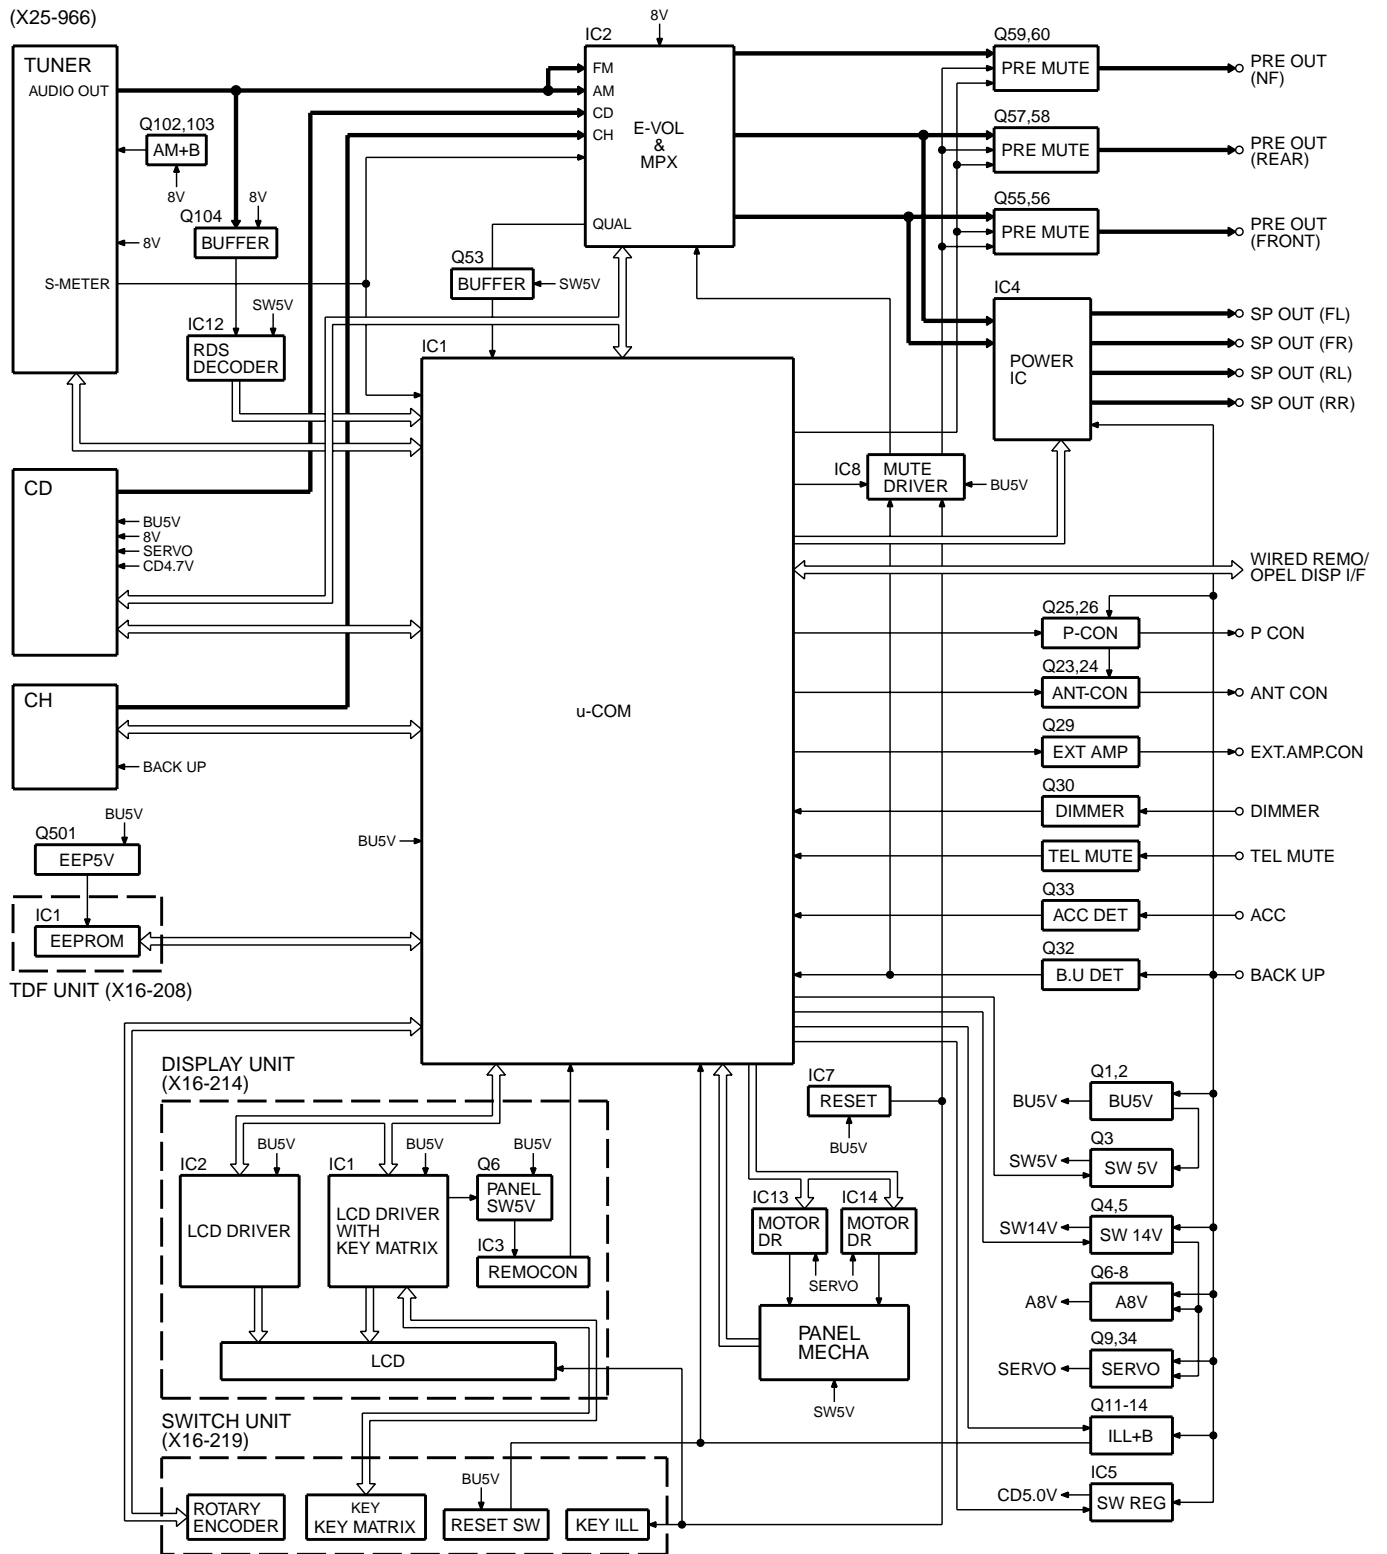 (X25-966)
TUNER
AUDIO OUT
Q102,103
AM+B
8V
8V
Q104
BUFFER
8V
S-METER
SW5V
IC12
RDS
DECODER
8V
IC2
FM
AM
CD
CH
E-VOL
&
MPX
QUAL
Q53
BUFFER
SW5V
Q59,60
PRE MUTE
PRE OUT
(NF)
Q57,58
PRE MUTE
PRE OUT
(REAR)
Q55,56
PRE MUTE
PRE OUT
(FRONT)
IC4
POWER
IC
SP OUT (FL)
SP OUT (FR)
SP OUT (RL)
SP OUT (RR)
IC1
u-COM
BU5V
IC8
MUTE
DRIVER
BU5V
CD
BU5V
8V
SERVO
CD4.7V
CH
BACK UP
BU5V
Q501
EEP5V
IC1
EEPROM
TDF UNIT (X16-208)
WIRED REMO/
OPEL DISP I/F
Q25,26
P-CON
P CON
Q23,24
ANT-CON
ANT CON
Q29
EXT AMP
EXT.AMP.CON
Q30
DIMMER
DIMMER
TEL MUTE
TEL MUTE
Q33
ACC DET
ACC
Q32
B.U DET
BACK UP
DISPLAY UNIT
(X16-214)
IC2
BU5V
LCD DRIVER
IC1
BU5V
LCD DRIVER
WITH
KEY MATRIX
Q6
BU5V
PANEL
SW5V
IC3
REMOCON
LCD
IC7
RESET
BU5V
IC13
MOTOR
DR
IC14
MOTOR
DR
SERVO
PANEL
MECHA
SW5V
Q1,2
BU5V
BU5V
Q3
SW5V
SW 5V
Q4,5
SW14V
SW 14V
Q6-8
A8V
A8V
Q9,34
SERVO
SERVO
Q11-14
ILL+B
IC5
CD5.0V
SW REG
SWITCH UNIT
(X16-219)
ROTARY
ENCODER
KEY
KEY MATRIX
BU5V
RESET SW
KEY ILL